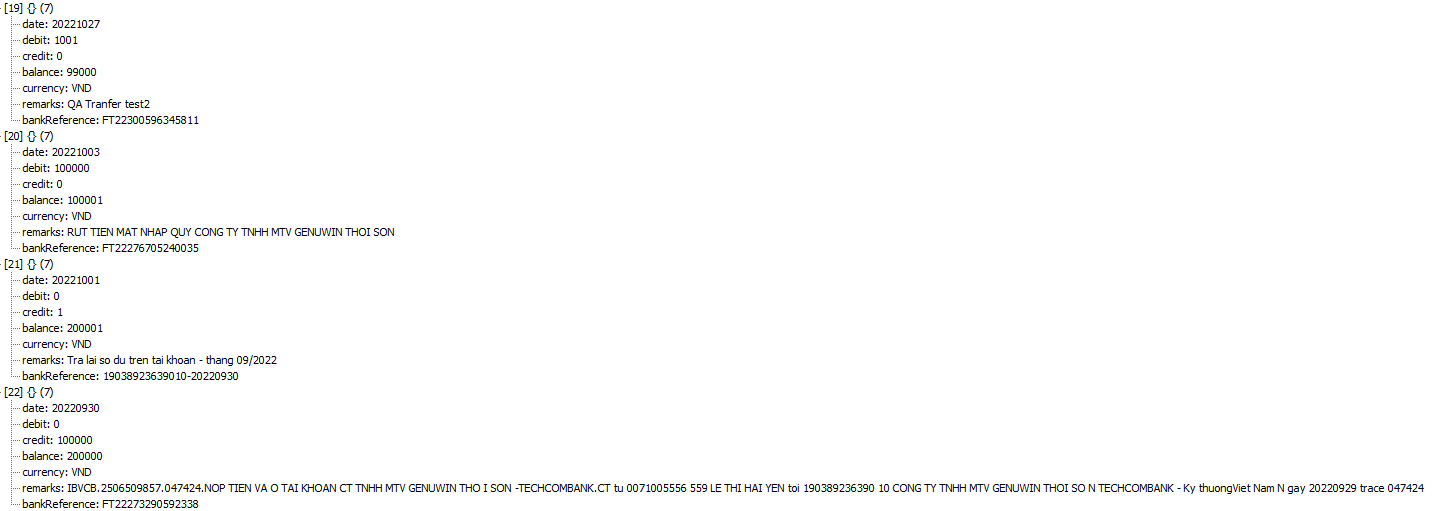 [19] {} (7)
date: 20221027
debit: 1001
credit: 0
balance: 99000
currency: VND
remarks: QA Tranfer test2
bankReference: FT22300596345811
[20] {} (7)
date: 20221003
debit: 100000
credit: 0
balance: 100001
currency: VND
remarks: RUT TIEN MAT NHAP QUY CONG TY TNHH MTV GENUWIN THOI SON
bankReference: FT22276705240035
[21] {} (7)
date: 20221001
debit: 0
credit: 1
balance: 200001
currency: VND
remarks: Tra lai so du tren tai khoan - thang 09/2022
bankReference: 19038923639010-20220930
[22] {} (7)
date: 20220930
debit: 0
credit: 100000
balance: 200000
currency: VND
remarks: IBVCB.2506509857.047424.NOP TIEN VA O TAI KHOAN CT TNHH MTV GENUWIN THO I SON -TECHCOMBANK.CT tu 0071005556 559 LE THI HAI YEN toi 190389236390 10 CONG TY TNHH MTV GENUWIN THOI SO N TECHCOMBANK - Ky thuongViet Nam N gay 20220929 trace 047424
bankReference: FT22273290592338